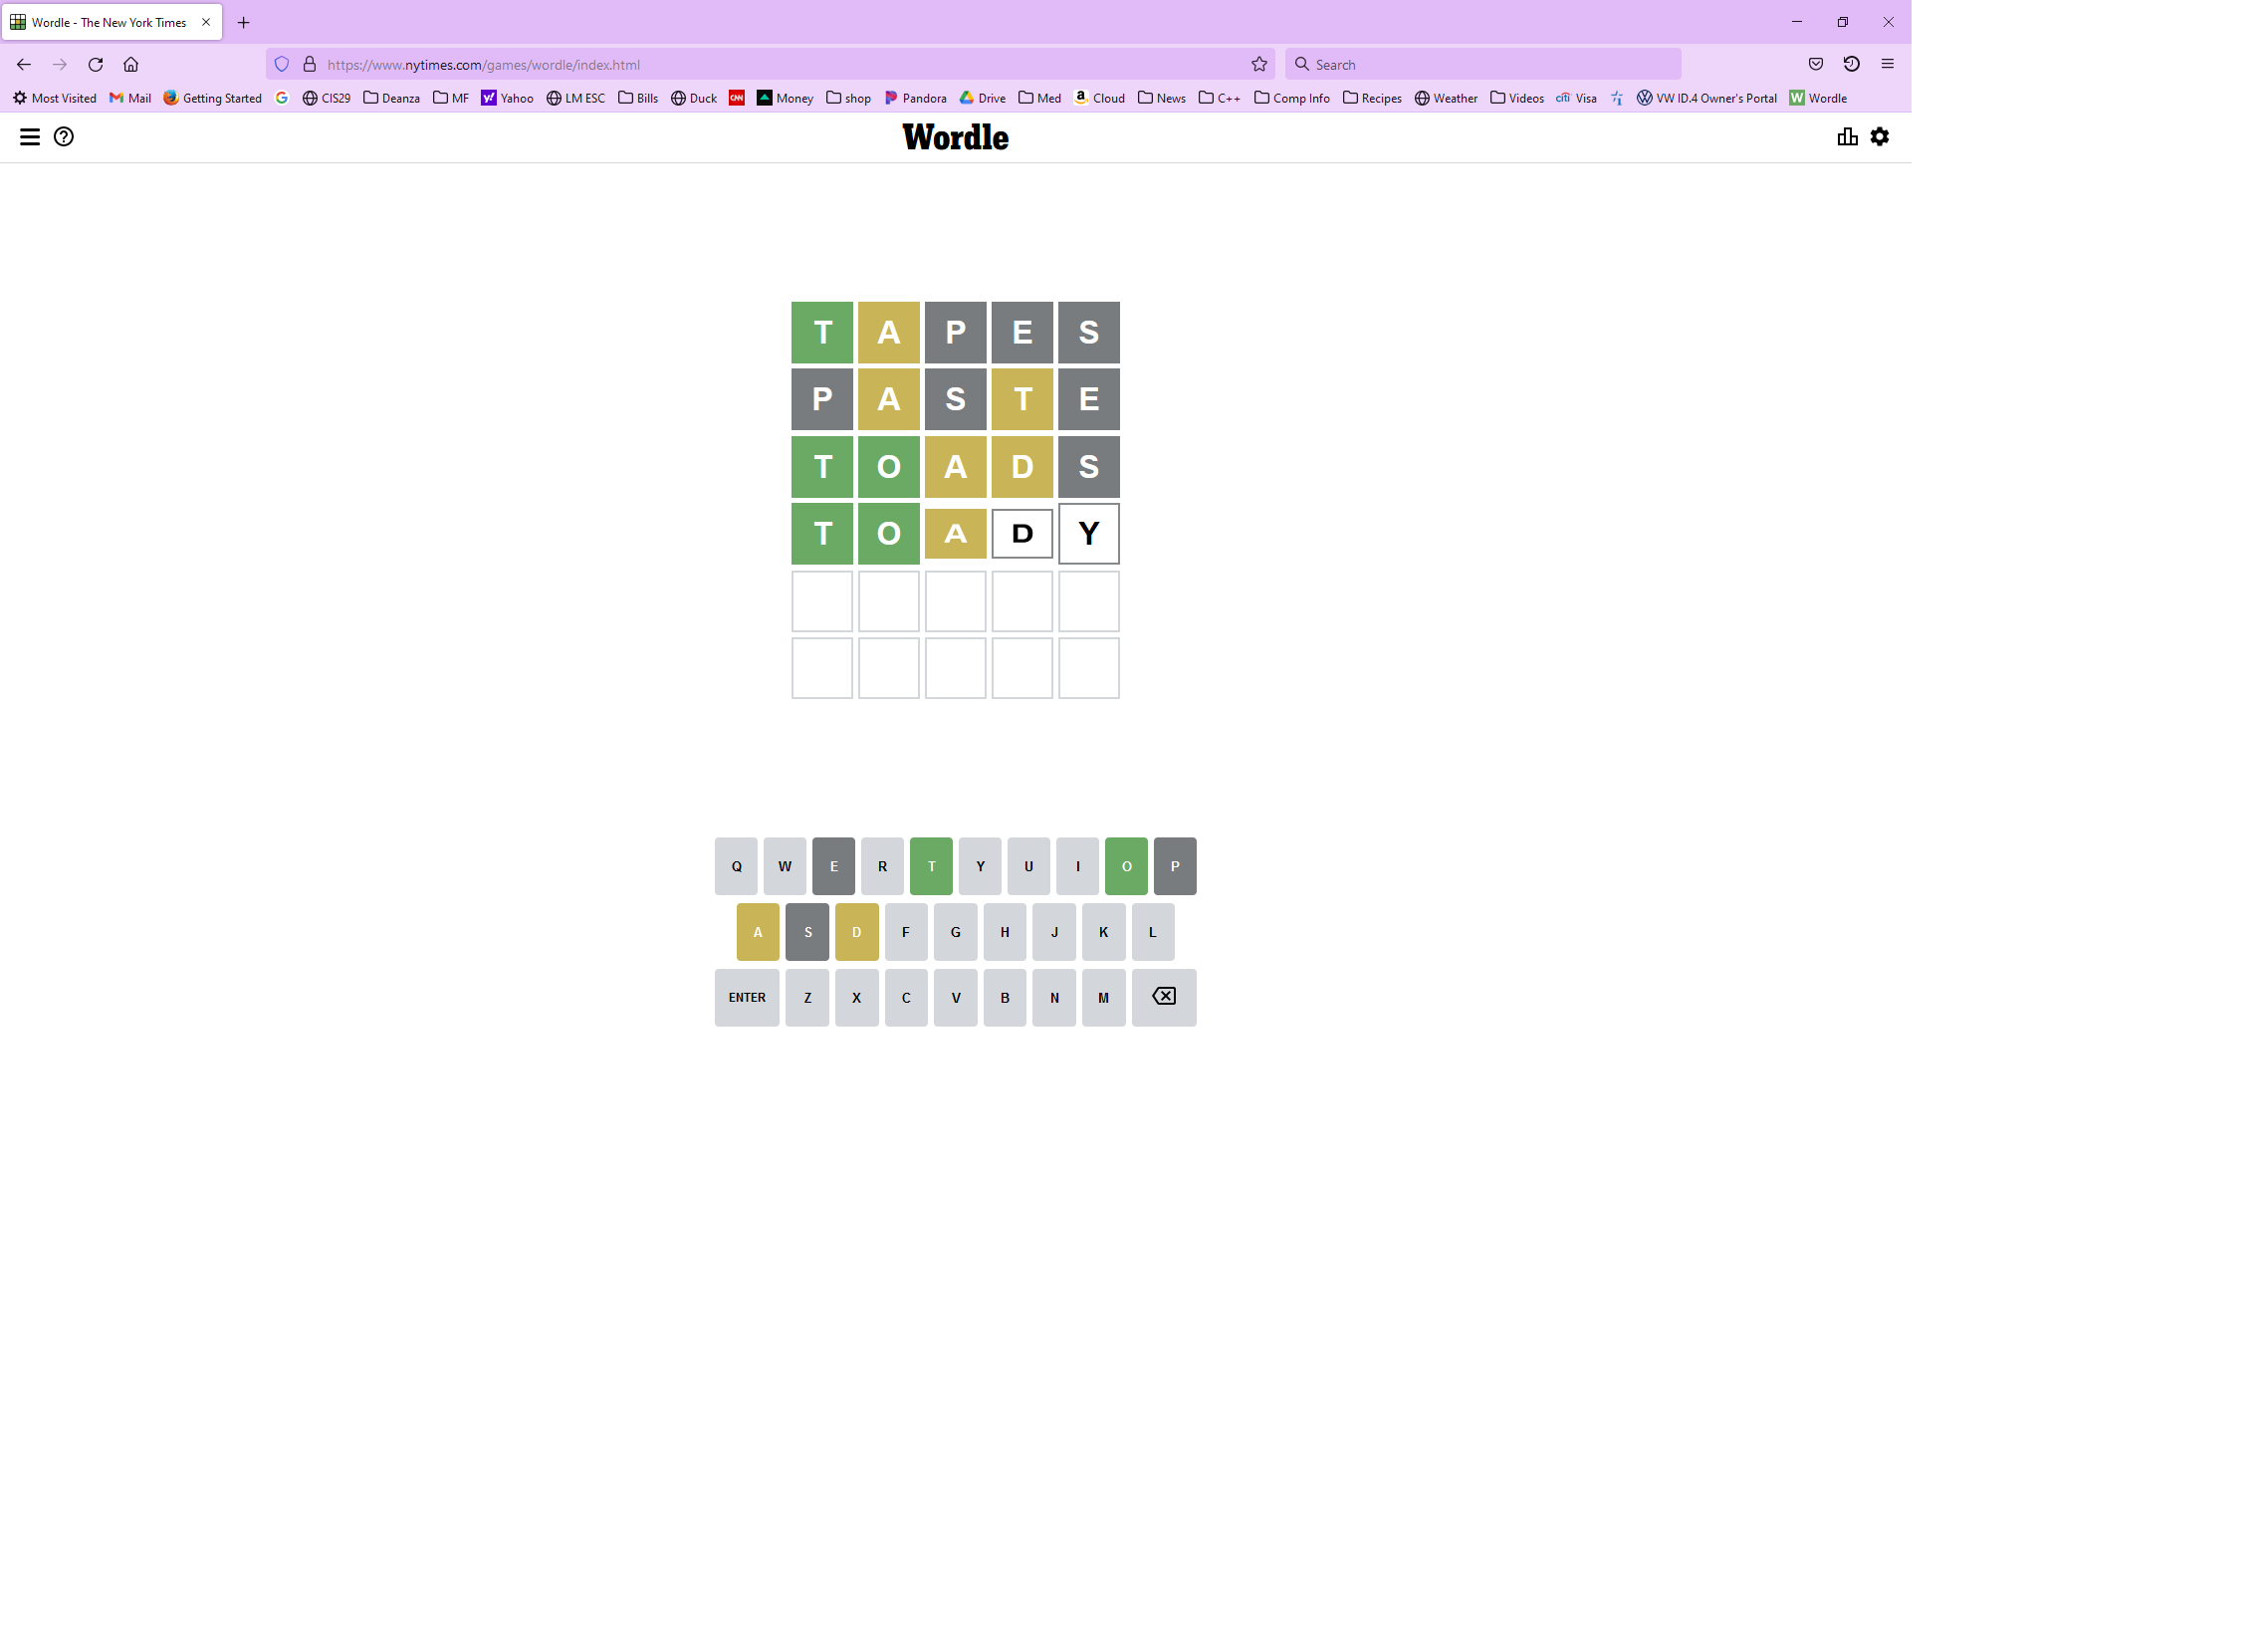 Wordle - The New York Times
https://www.nytimes.com/games/wordle/index.html Search
Most Visited Mail Getting Started G CIS29 Deanza MF Yahoo LM ESC Bills Duck CNN Money shop Pandora Drive Med Cloud News C++ Comp Info Recipes Weather Videos citi Visa VW ID.4 Owner's Portal W Wordle
Wordle
T A P E S
P A S T E
T O A D S
T O A D Y
Q W E R T Y U I O P
A S D F G H J K L
ENTER Z X C V B N M